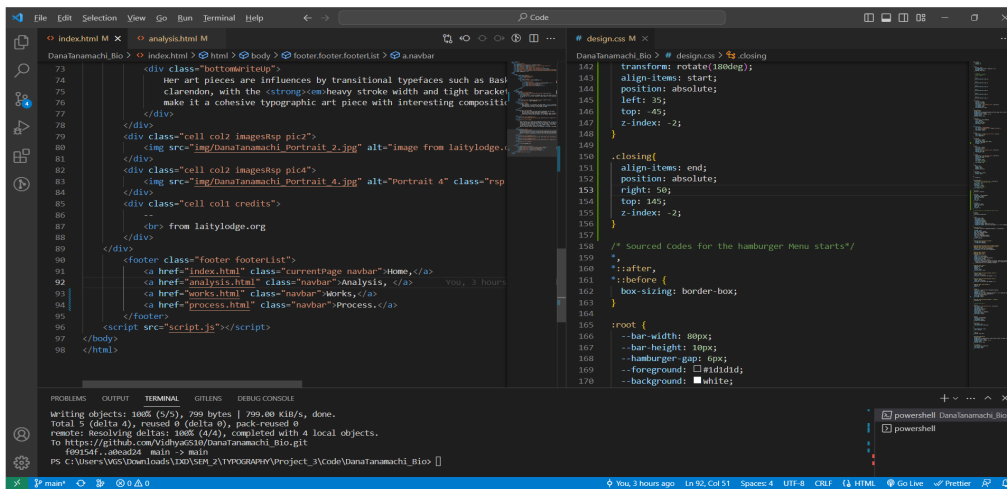 File Edit Selection View Go Run Terminal Help
Code
index.html M
analysis.html M
DanaTanamachi_Bio > index.html > html > body > footer.footer.footerList > a.navbar
73 <div class="bottomWriteUp">
74 Her art pieces are influences by transitional typefaces such as Bask
75 clarendon, with the <strong><em>heavy stroke width and tight bracket
76 make it a cohesive typographic art piece with interesting compositi
77 </div>
78 </div>
79 <div class="cell col2 imagesRsp pic2">
80 <img src="img/DanaTanamachi_Portrait_2.jpg" alt="image from laitylodge.o
81 </div>
82 <div class="cell col2 imagesRsp pic4">
83 <img src="img/DanaTanamachi_Portrait_4.jpg" alt="Portrait 4" class="rsp
84 </div>
85 <div class="cell col1 credits">
86 --
87 <br> from laitylodge.org
88 </div>
89 </div>
90 <footer class="footer footerList">
91 <a href="index.html" class="currentPage navbar">Home,</a>
92 <a href="analysis.html" class="navbar">Analysis, </a> You, 3 hours
93 <a href="works.html" class="navbar">Works,</a>
94 <a href="process.html" class="navbar">Process.</a>
95 </footer>
96 <script src="script.js"></script>
97 </body>
98 </html>
# design.css M
DanaTanamachi_Bio > # design.css > .closing
142 transform: rotate(180deg);
143 align-items: start;
144 position: absolute;
145 left: 35;
146 top: -45;
147 z-index: -2;
148 }
149
150 .closing{
151 align-items: end;
152 position: absolute;
153 right: 50;
154 top: 145;
155 z-index: -2;
156 }
157
158 /* Sourced Codes for the hamburger Menu starts*/
159 *,
160 *::after,
161 *::before {
162 box-sizing: border-box;
163 }
164
165 :root {
166 --bar-width: 80px;
167 --bar-height: 10px;
168 --hamburger-gap: 6px;
169 --foreground: #1d1d1d;
170 --background: white;
PROBLEMS OUTPUT TERMINAL GITLENS DEBUG CONSOLE
Writing objects: 100% (5/5), 799 bytes | 799.00 KiB/s, done.
Total 5 (delta 4), reused 0 (delta 0), pack-reused 0
remote: Resolving deltas: 100% (4/4), completed with 4 local objects.
To https://github.com/VidhyaGS10/DanaTanamachi_Bio.git
f09154f..a0ead24 main -> main
PS C:\Users\VGS\Downloads\IXD\SEM_2\TYPOGRAPHY\Project_3\Code\DanaTanamachi_Bio>
powershell DanaTanamachi_Bio
powershell
4
main* 0 0 You, 3 hours ago Ln 92, Col 51 Spaces: 4 UTF-8 CRLF HTML Go Live Prettier